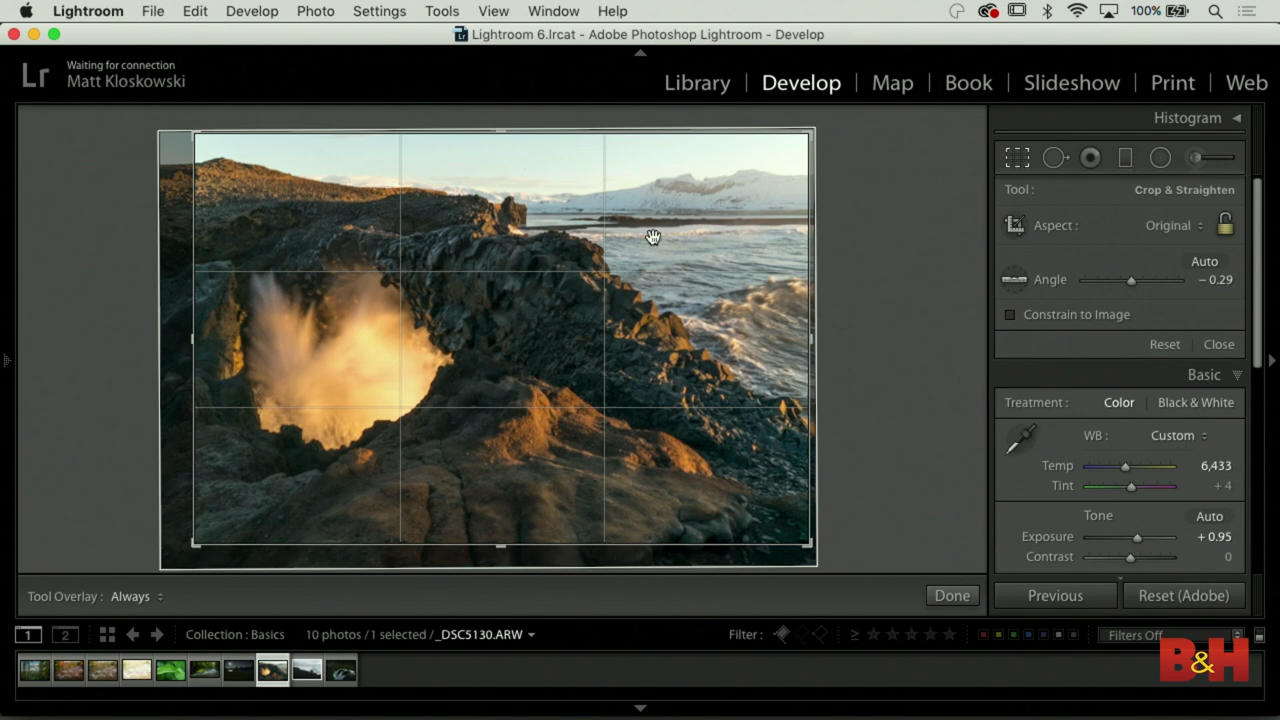 Lightroom File Edit Develop Photo Settings Tools View Window Help 100%
Lr Lightroom 6.lrcat - Adobe Photoshop Lightroom - Develop
Lr Waiting for connection
Matt Kloskowski
Library | Develop | Map | Book | Slideshow | Print | Web
Histogram
Tool : Crop & Straighten
Aspect : Original
Auto
Angle - 0.29
Constrain to Image
Reset Close
Basic
Treatment : Color Black & White
WB : Custom
Temp 6,433
Tint + 4
Tone Auto
Exposure + 0.95
Contrast 0
Tool Overlay : Always Done Previous Reset (Adobe)
1 2 Collection : Basics 10 photos / 1 selected / _DSC5130.ARW Filter : Filters Off
B&H